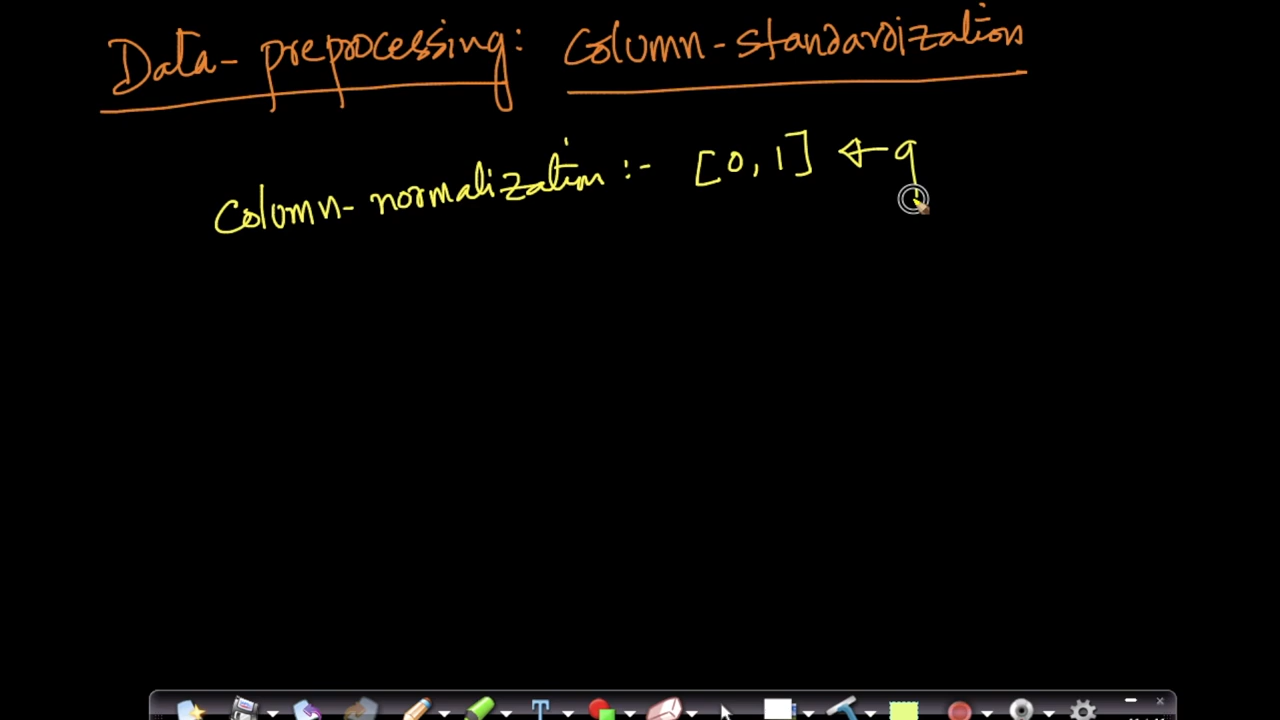 Data-preprocessing: Column-standardization
Column-normalization :- [0, 1] ←